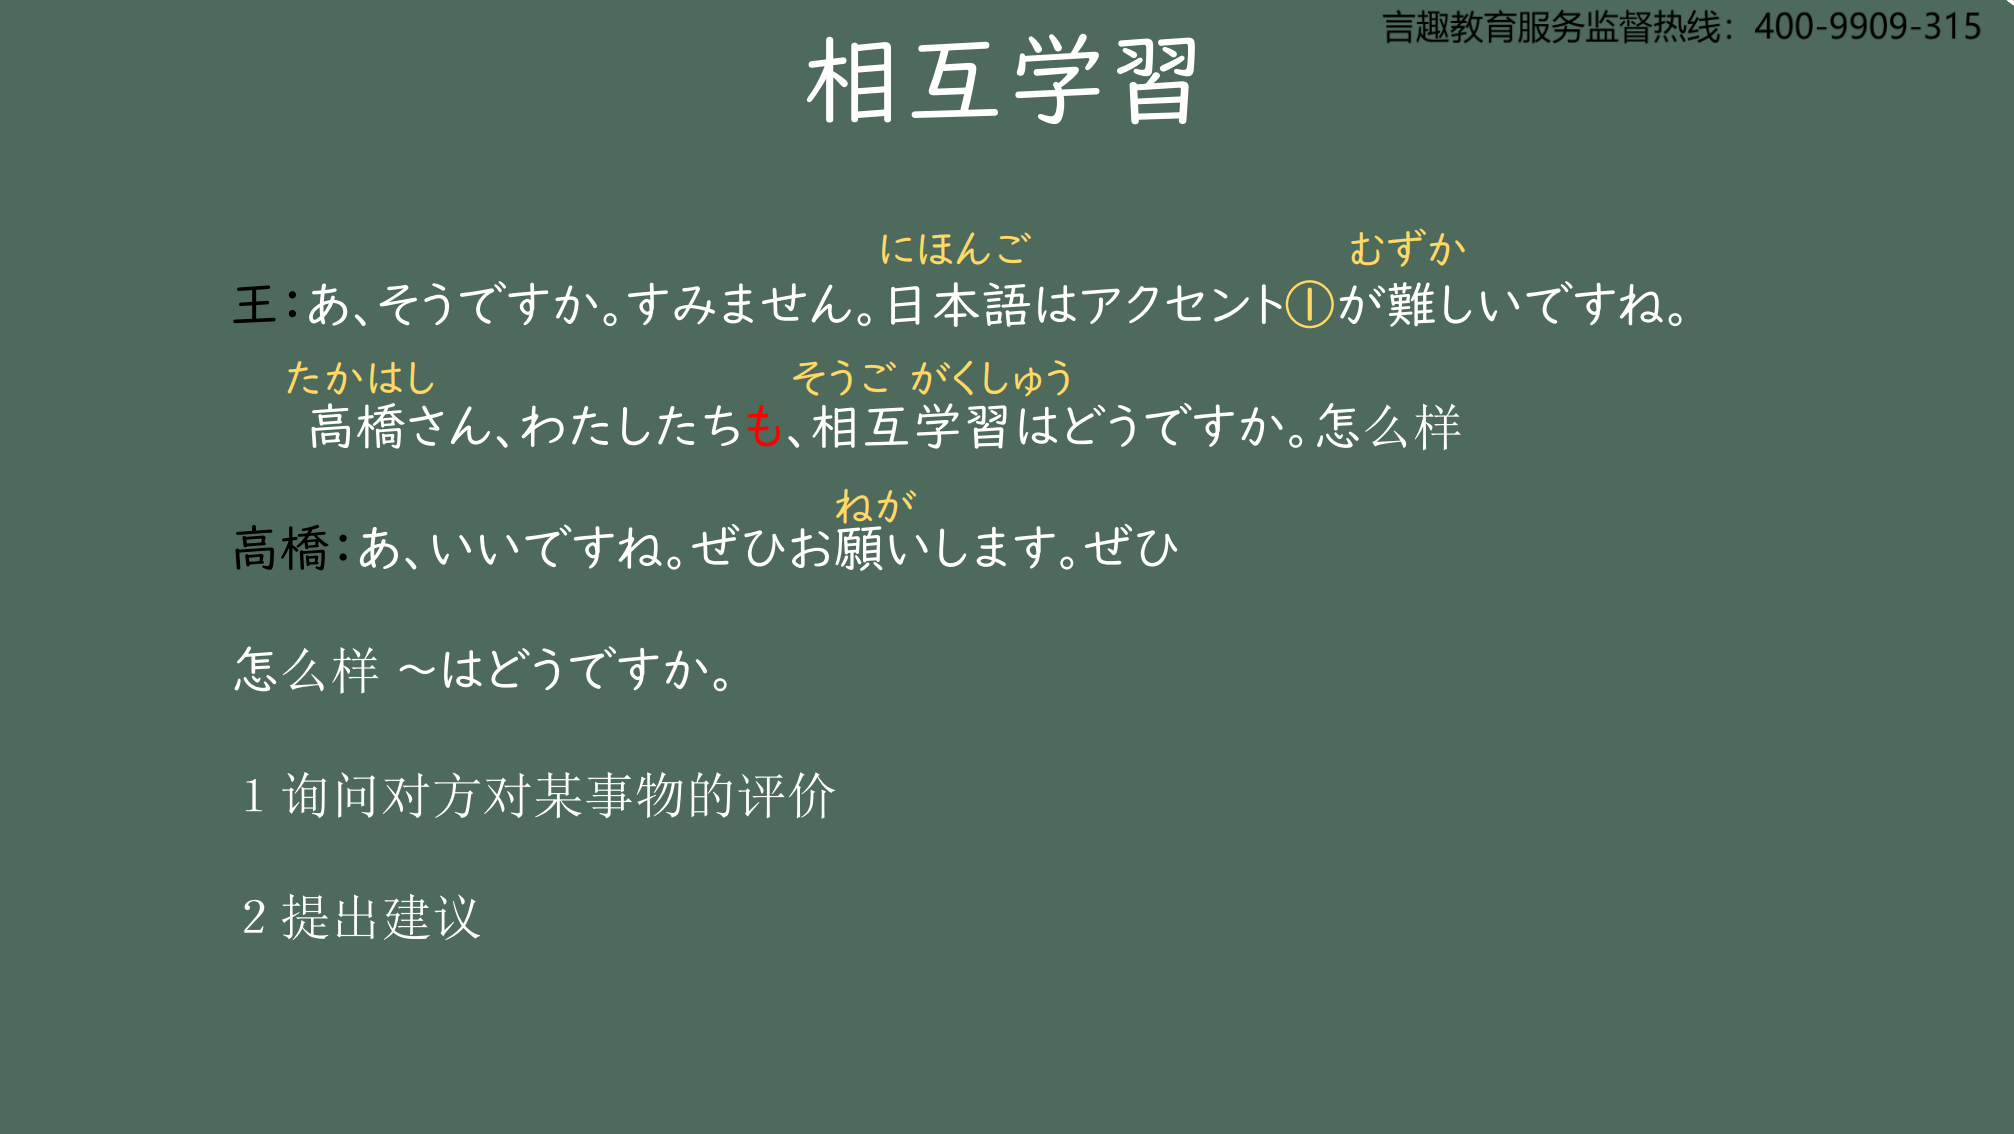 言趣教育服务监督热线：400-9909-315
相互学習
にほんご むずか
王：あ、そうですか。すみません。日本語はアクセント①が難しいですね。
たかはし そうご がくしゅう
高橋さん、わたしたちも、相互学習はどうですか。怎么样
ねが
高橋：あ、いいですね。ぜひお願いします。ぜひ
怎么样 ～はどうですか。
1 询问对方对某事物的评价
2 提出建议